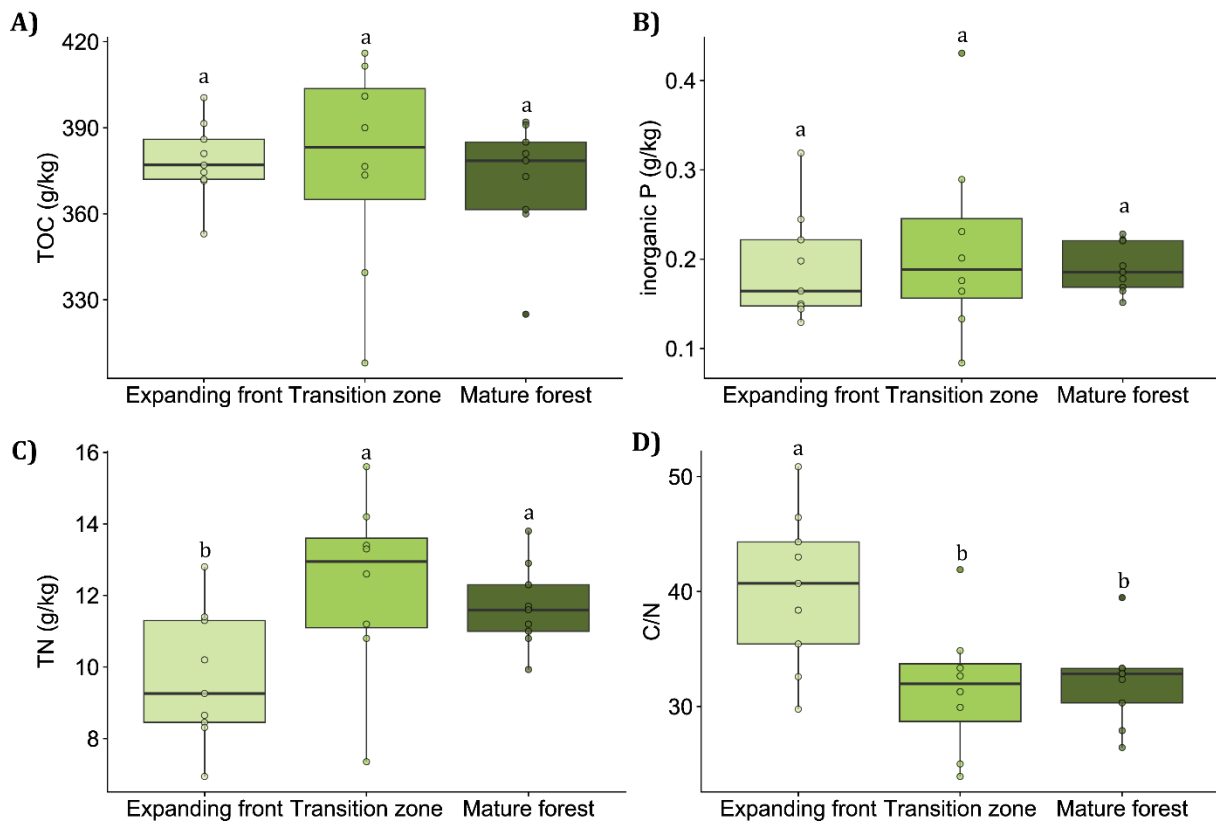 A)
TOC (g/kg)
420
390
360
330
a
a
a
Expanding front Transition zone Mature forest
B)
inorganic P (g/kg)
0.4
0.3
0.2
0.1
a
a
a
Expanding front Transition zone Mature forest
C)
TN (g/kg)
16
14
12
10
8
b
a
a
Expanding front Transition zone Mature forest
D)
C/N
50
40
30
a
b
b
Expanding front Transition zone Mature forest